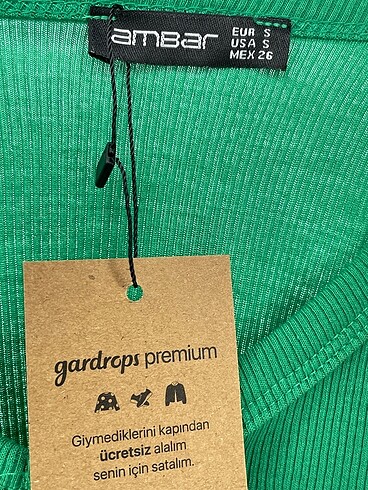 ambar
EUR S
USA S
MEX 26
gardrops premium
Giymediklerini kapından
ücretsiz alalım
senin için satalım.